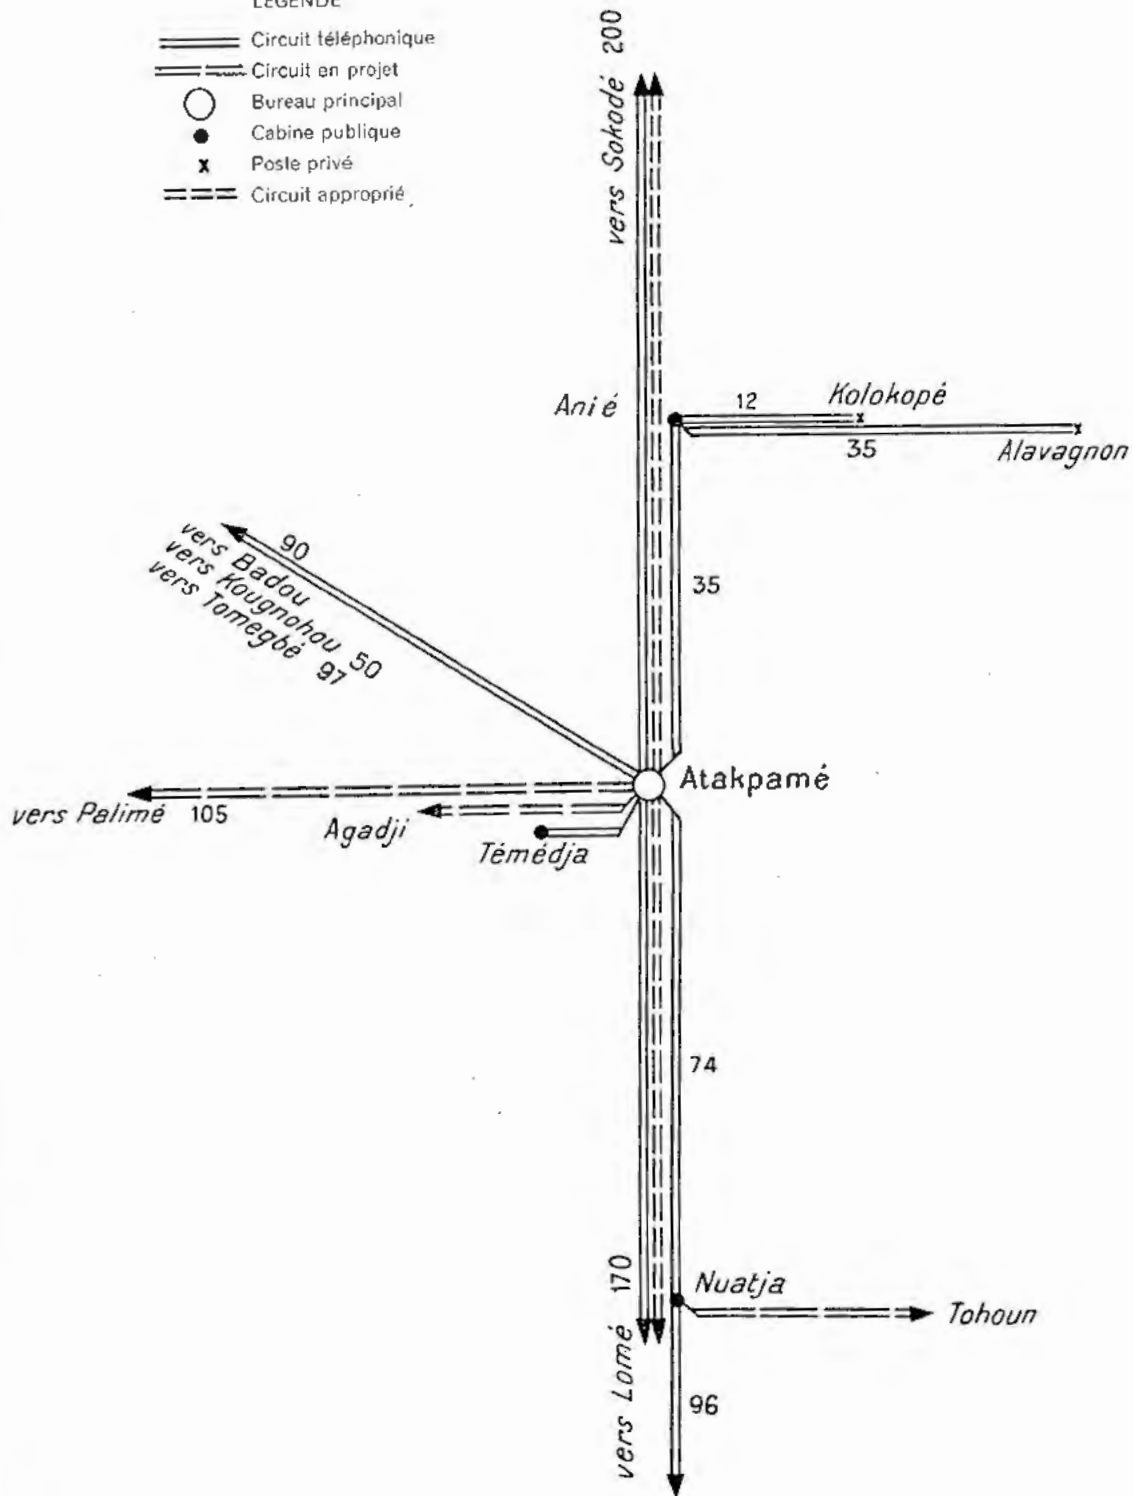 LÉGENDE
Circuit téléphonique
Circuit en projet
Bureau principal
Cabine publique
x Poste privé
Circuit approprié
vers Sokodé 200
Anié
12
Kolokopé
35
Alavagnon
35
90
vers Badou
vers Kougnohou 50
vers Tomegbé 97
Atakpamé
vers Palimé 105
Agadji
Témédja
74
vers Lomé 170
Nuatja
Tohoun
96